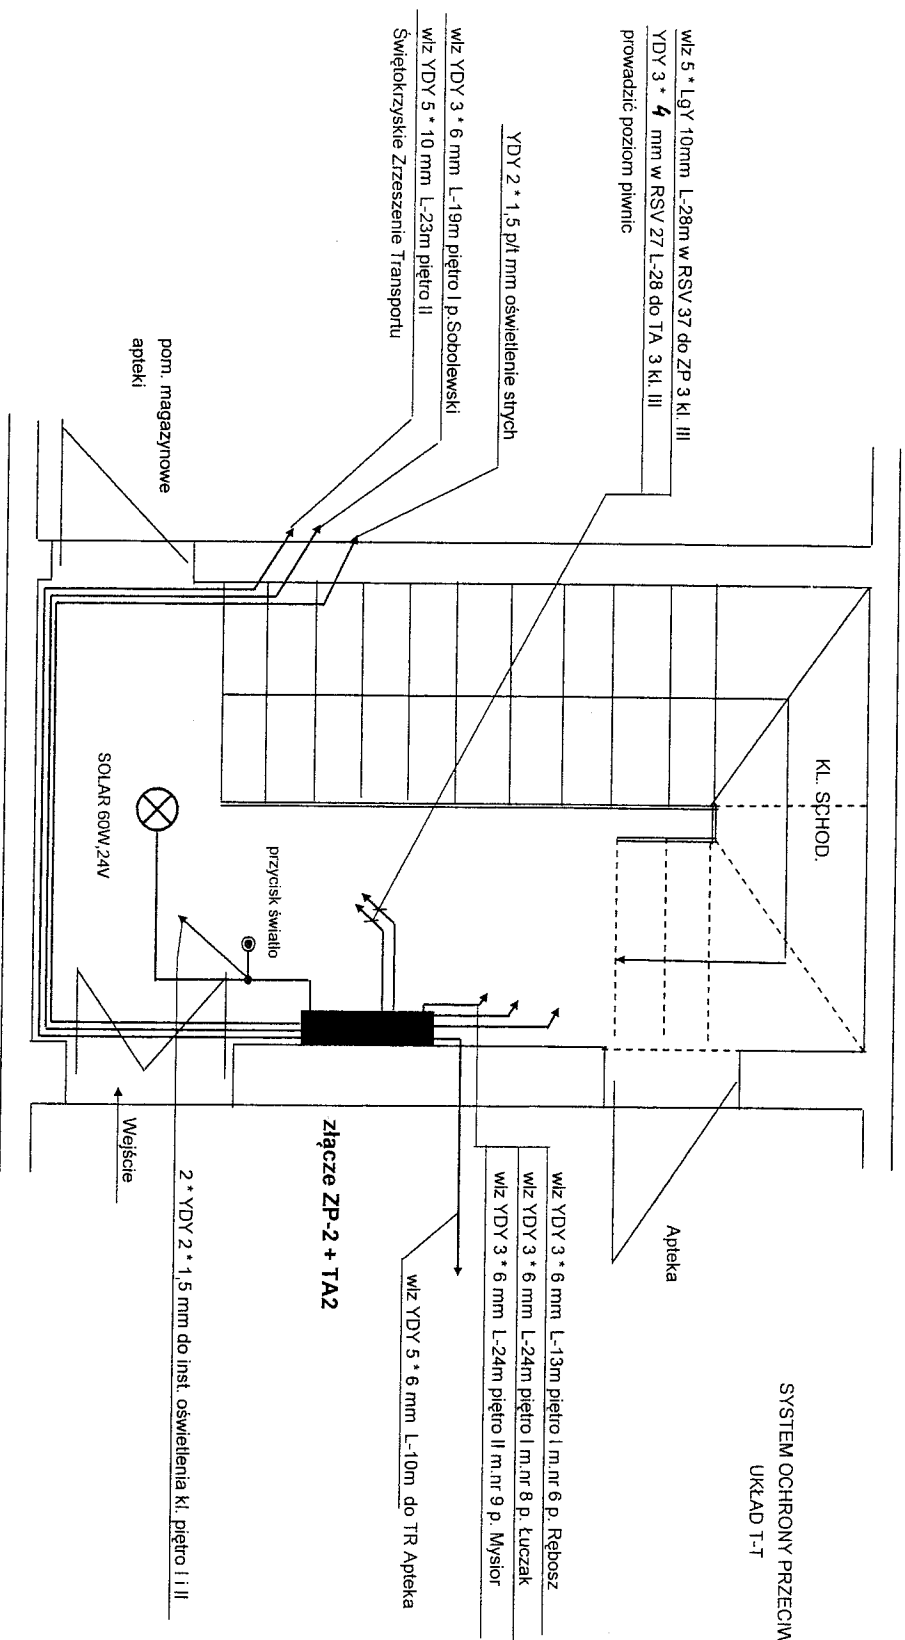 wlz 5 * LgY 10mm L-28m w RSV 37 do ZP 3 kl. III
YDY 3 * 4 mm w RSV 27 L-28 do TA 3 kl. III
prowadzić poziom piwnic
YDY 2 * 1,5 p/t mm oświetlenie strych
wlz YDY 3 * 6 mm L-19m piętro I p.Sobolewski
wlz YDY 5 * 10 mm L-23m piętro II
Świętokrzyskie Zrzeszenie Transportu
pom. magazynowe
apteki
KL. SCHOD.
SOLAR 60W,24V
przycisk światło
Wejście
złącze ZP-2 + TA2
Apteka
wlz YDY 3 * 6 mm L-13m piętro I m.nr 6 p. Rębosz
wlz YDY 3 * 6 mm L-24m piętro I m.nr 8 p. Łuczak
wlz YDY 3 * 6 mm L-24m piętro II m.nr 9 p. Mysior
wlz YDY 5 * 6 mm L-10m do TR Apteka
2 * YDY 2 * 1,5 mm do inst. oświetlenia kl. piętro I i II
SYSTEM OCHRONY PRZECIW
UKŁAD T-T